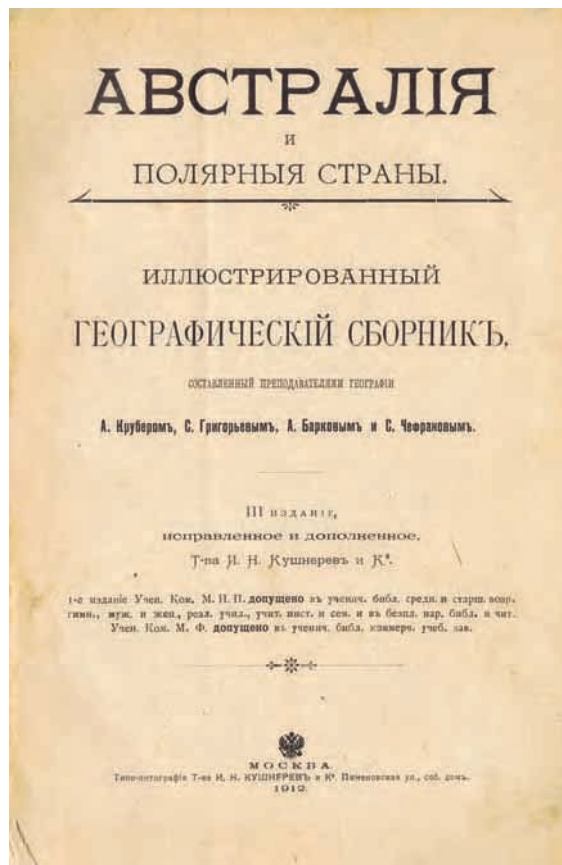 АВСТРАЛІЯ
И
ПОЛЯРНЫЯ СТРАНЫ.
ИЛЛЮСТРИРОВАННЫЙ
ГЕОГРАФИЧЕСКІЙ СБОРНИКЪ,
СОСТАВЛЕННЫЙ ПРЕПОДАВАТЕЛЯМИ ГЕОГРАФІИ
А. Круберомъ, С. Григорьевымъ, А. Барковымъ и С. Чефрановымъ.
III ИЗДАНІЕ,
исправленное и дополненное,
Т-ва И. Н. Кушнеревъ и Кº.
1-е изданіе Учен. Ком. М. Н. П. допущено въ ученич. библ. средн. и старш. возр.
гимн., муж. и жен., реал. учил., учит. инст. и сем. и въ безпл. нар. библ. и чит.
Учен. Ком. М. Ф. допущено въ ученич. библ. коммерч. учеб. зав.
МОСКВА.
Типо-литографія Т-ва И. Н. КУШНЕРЕВЪ и Кº. Пименовская ул., соб. домъ.
1912.